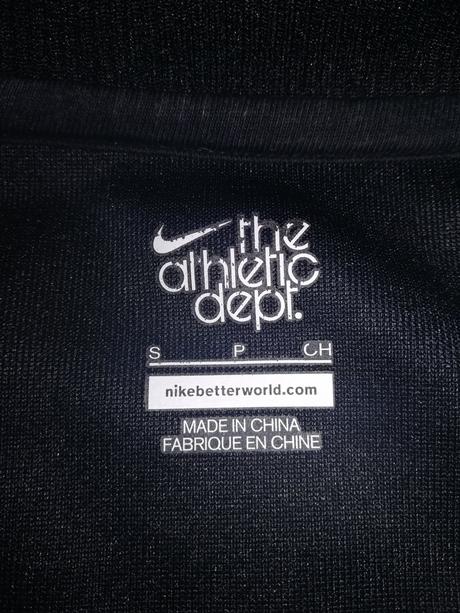 the
athletic
dept.
S P CH
nikebetterworld.com
MADE IN CHINA
FABRIQUE EN CHINE